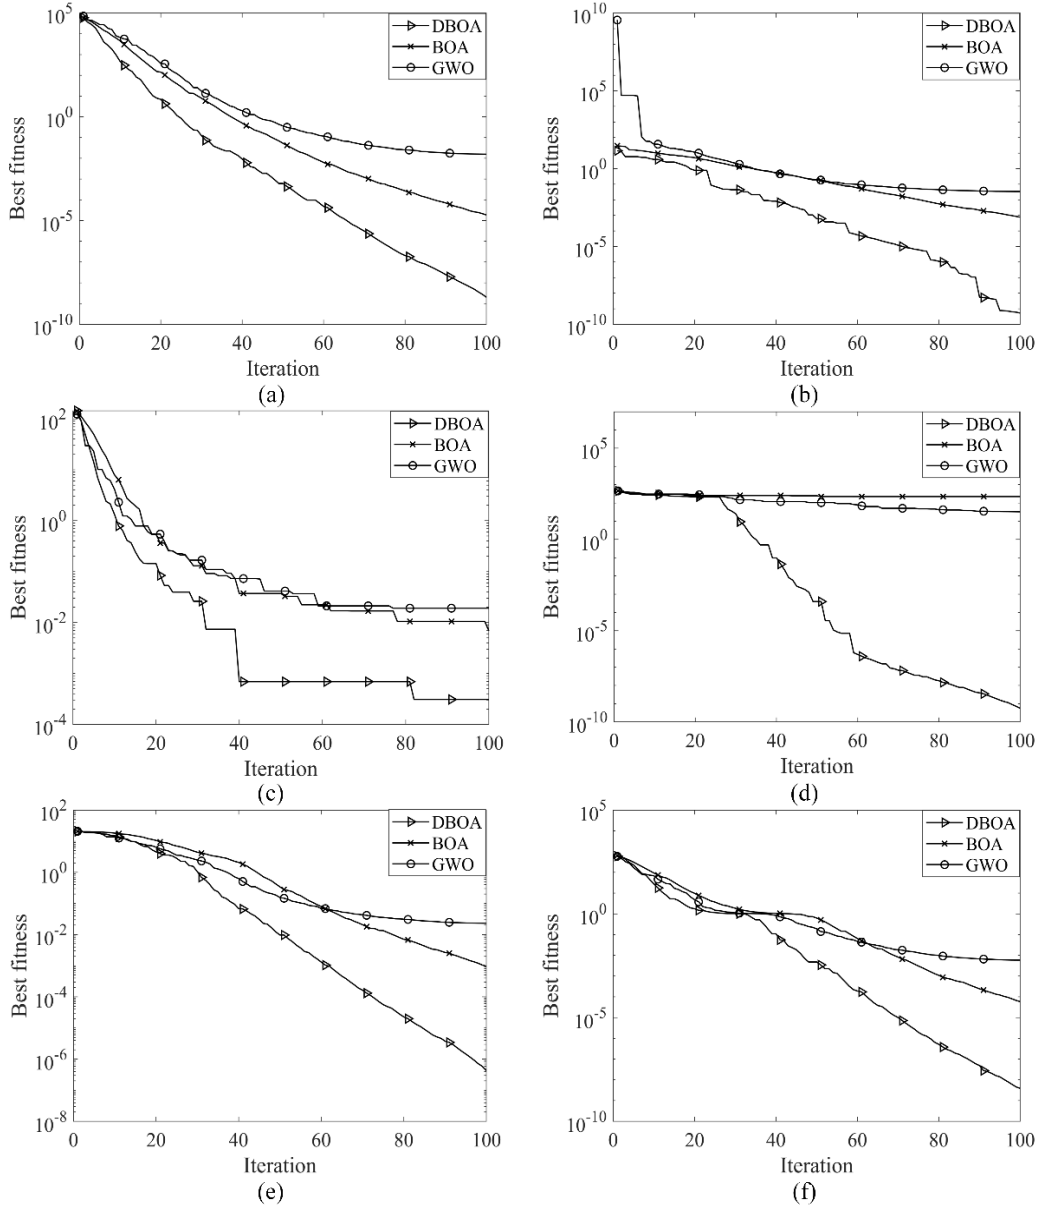 10^5
10^0
10^-5
10^-10
Best fitness
0 20 40 60 80 100
Iteration
DBOA
BOA
GWO
(a)
10^10
10^5
10^0
10^-5
10^-10
Best fitness
0 20 40 60 80 100
Iteration
DBOA
BOA
GWO
(b)
10^2
10^0
10^-2
10^-4
Best fitness
0 20 40 60 80 100
Iteration
DBOA
BOA
GWO
(c)
10^5
10^0
10^-5
10^-10
Best fitness
0 20 40 60 80 100
Iteration
DBOA
BOA
GWO
(d)
10^2
10^0
10^-2
10^-4
10^-6
10^-8
Best fitness
0 20 40 60 80 100
Iteration
DBOA
BOA
GWO
(e)
10^5
10^0
10^-5
10^-10
Best fitness
0 20 40 60 80 100
Iteration
DBOA
BOA
GWO
(f)